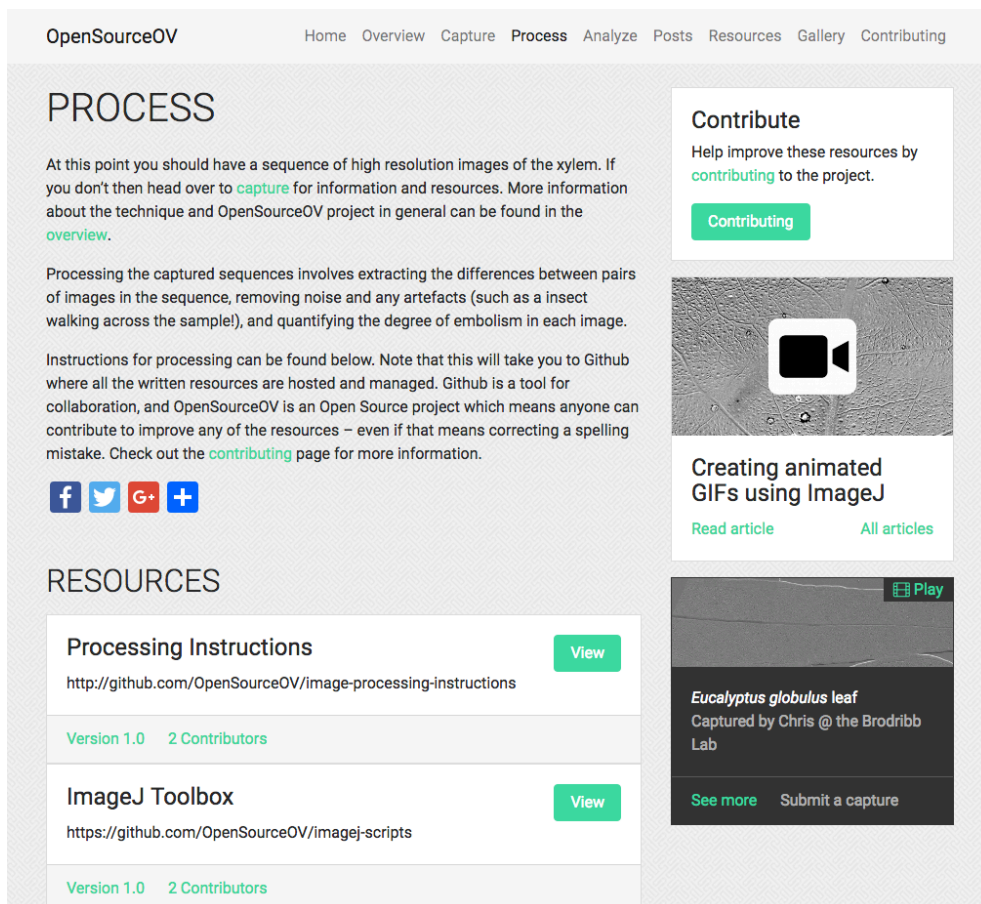 OpenSourceOV
Home Overview Capture Process Analyze Posts Resources Gallery Contributing
PROCESS
At this point you should have a sequence of high resolution images of the xylem. If
you don't then head over to capture for information and resources. More information
about the technique and OpenSourceOV project in general can be found in the
overview.
Processing the captured sequences involves extracting the differences between pairs
of images in the sequence, removing noise and any artefacts (such as a insect
walking across the sample!), and quantifying the degree of embolism in each image.
Instructions for processing can be found below. Note that this will take you to Github
where all the written resources are hosted and managed. Github is a tool for
collaboration, and OpenSourceOV is an Open Source project which means anyone can
contribute to improve any of the resources – even if that means correcting a spelling
mistake. Check out the contributing page for more information.
f
G+
RESOURCES
Processing Instructions
View
http://github.com/OpenSourceOV/image-processing-instructions
Version 1.0 2 Contributors
ImageJ Toolbox
View
https://github.com/OpenSourceOV/imagej-scripts
Version 1.0 2 Contributors
Contribute
Help improve these resources by
contributing to the project.
Contributing
Creating animated
GIFs using ImageJ
Read article All articles
Play
Eucalyptus globulus leaf
Captured by Chris @ the Brodribb
Lab
See more Submit a capture